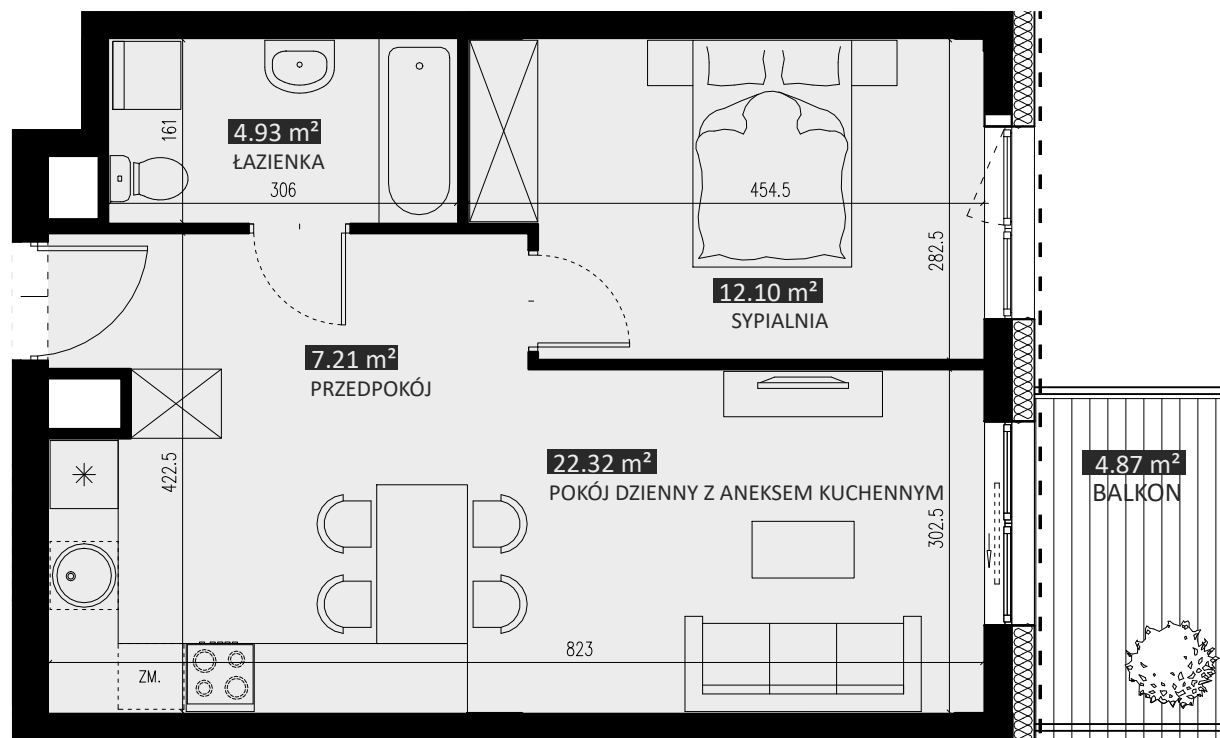 4.93 m²
ŁAZIENKA
161
306
454.5
282.5
12.10 m²
SYPIALNIA
7.21 m²
PRZEDPOKÓJ
422.5
22.32 m²
POKÓJ DZIENNY Z ANEKSEM KUCHENNYM
302.5
4.87 m²
BALKON
823
ZM.